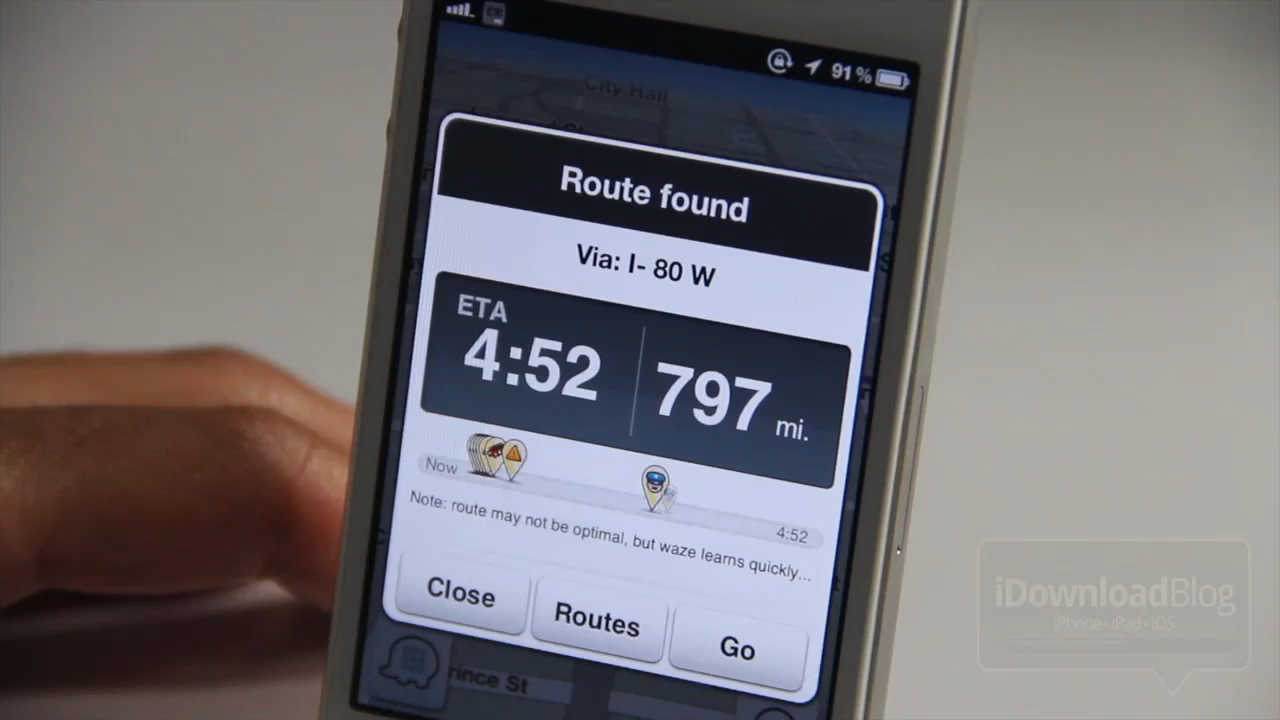 91%
City Hall
Route found
Via: I- 80 W
ETA
4:52
797 mi.
Now
4:52
Note: route may not be optimal, but waze learns quickly...
Close
Routes
Go
rince St
iDownloadBlog
iPhone • iPad • iOS